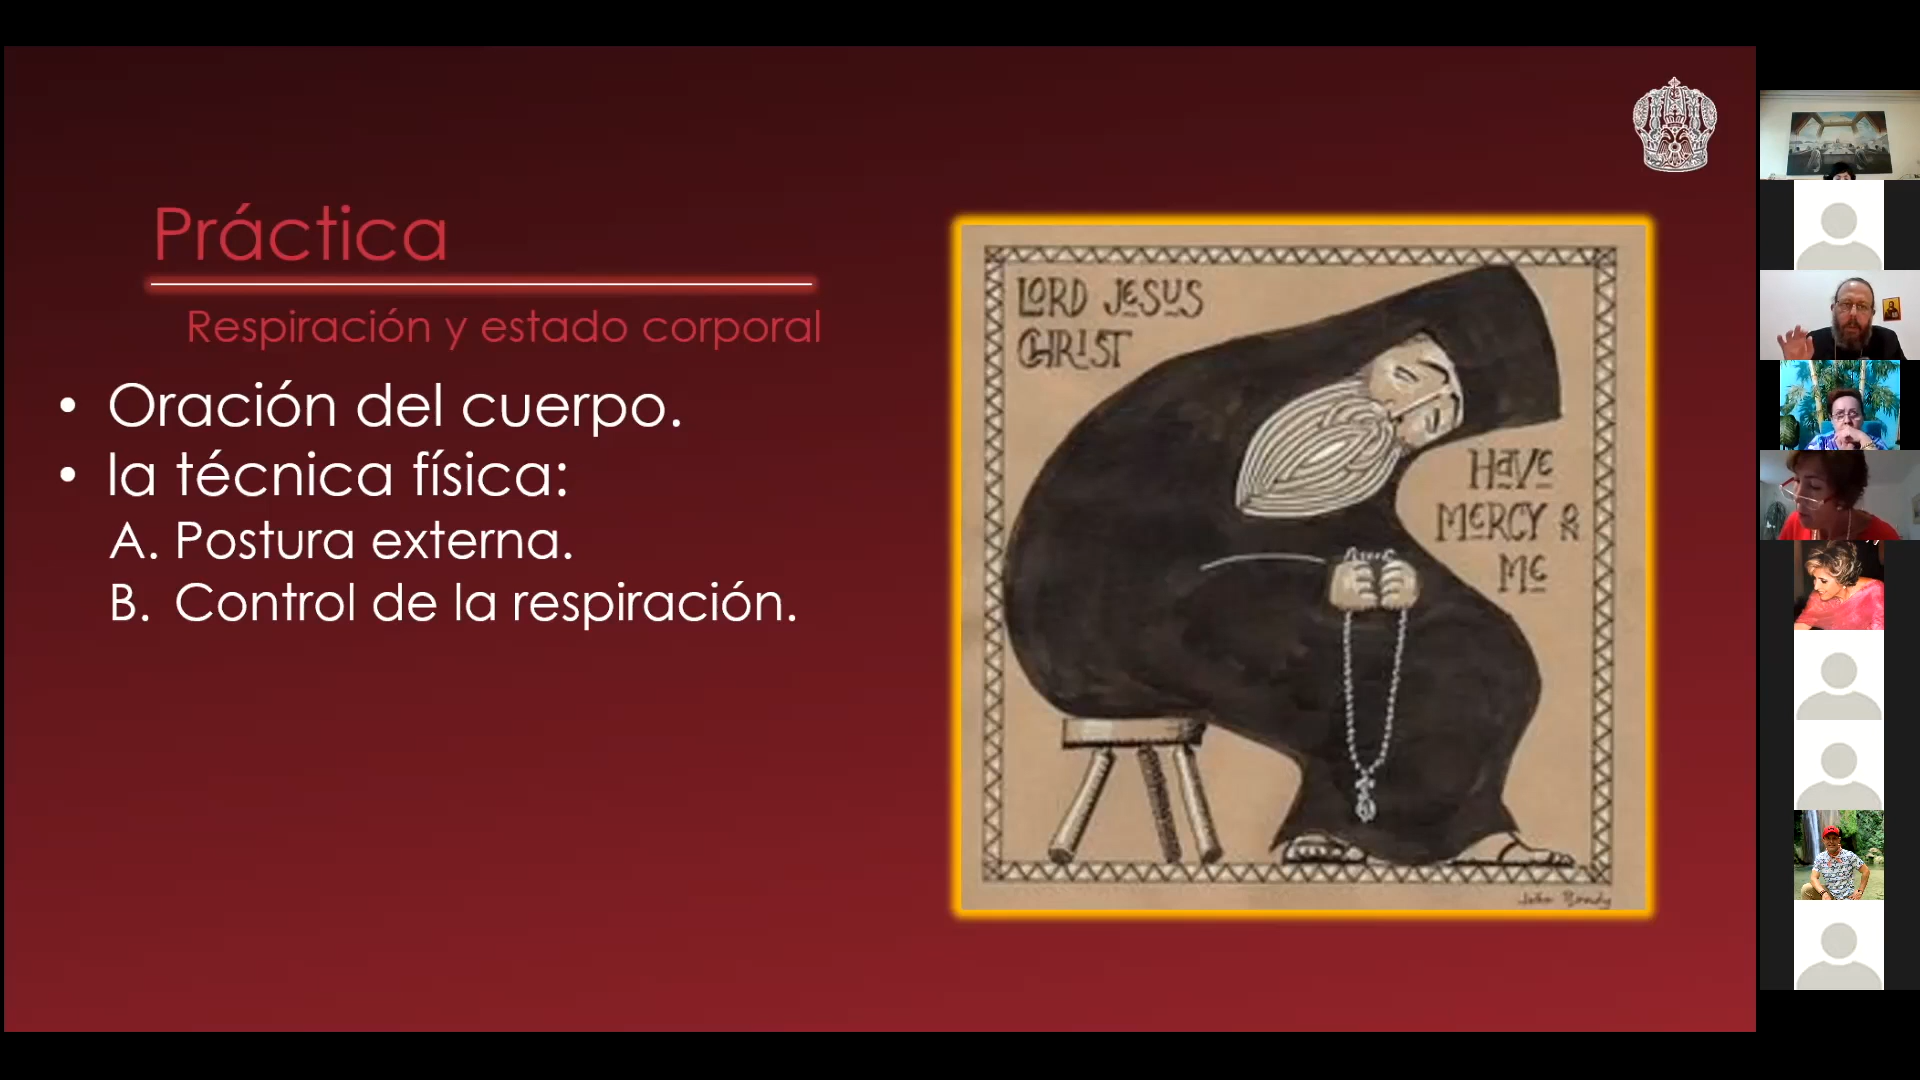 Práctica
Respiración y estado corporal
• Oración del cuerpo.
• la técnica física:
A. Postura externa.
B. Control de la respiración.
LORD JESUS
CHRIST
HAVE
MERCY ON
ME